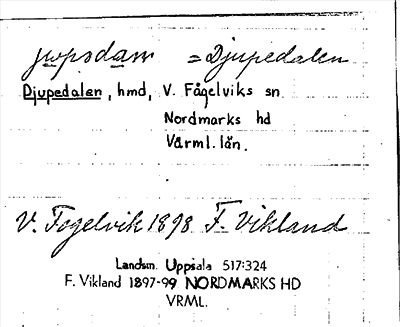 jupsdam = Djupedalen
Djupedalen, hmd, V. Fågelviks sn.
Nordmarks hd
Värml. län.
V. Fogelvik 1898 F. Vikland
Landsm. Uppsala 517:324
F. Vikland 1897-99 NORDMARKS HD
VRML.